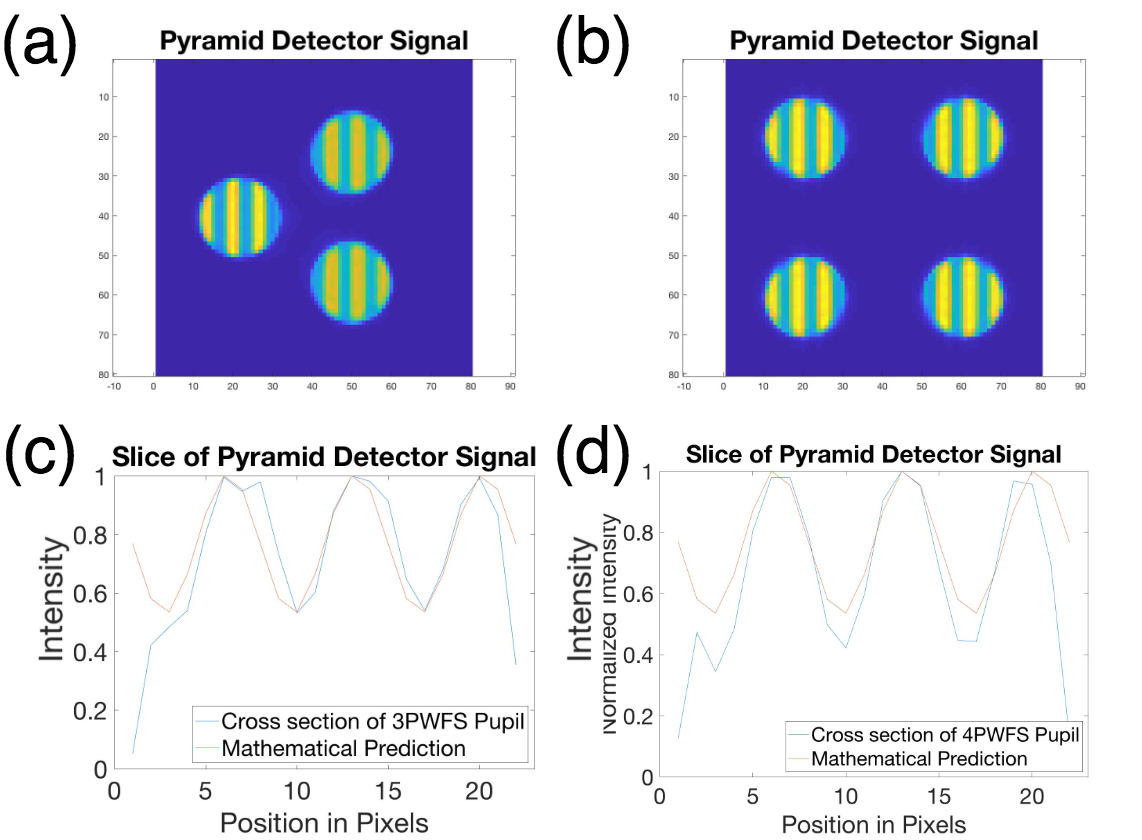 (a)
Pyramid Detector Signal
10
20
30
40
50
60
70
80
-10 0 10 20 30 40 50 60 70 80 90
(b)
Pyramid Detector Signal
10
20
30
40
50
60
70
80
-10 0 10 20 30 40 50 60 70 80 90
(c)
Slice of Pyramid Detector Signal
1
0.8
0.6
0.4
0.2
0
Intensity
Cross section of 3PWFS Pupil
Mathematical Prediction
0 5 10 15 20
Position in Pixels
(d)
Slice of Pyramid Detector Signal
1
0.8
0.6
0.4
0.2
0
Intensity
Normalized Intensity
Cross section of 4PWFS Pupil
Mathematical Prediction
0 5 10 15 20
Position in Pixels